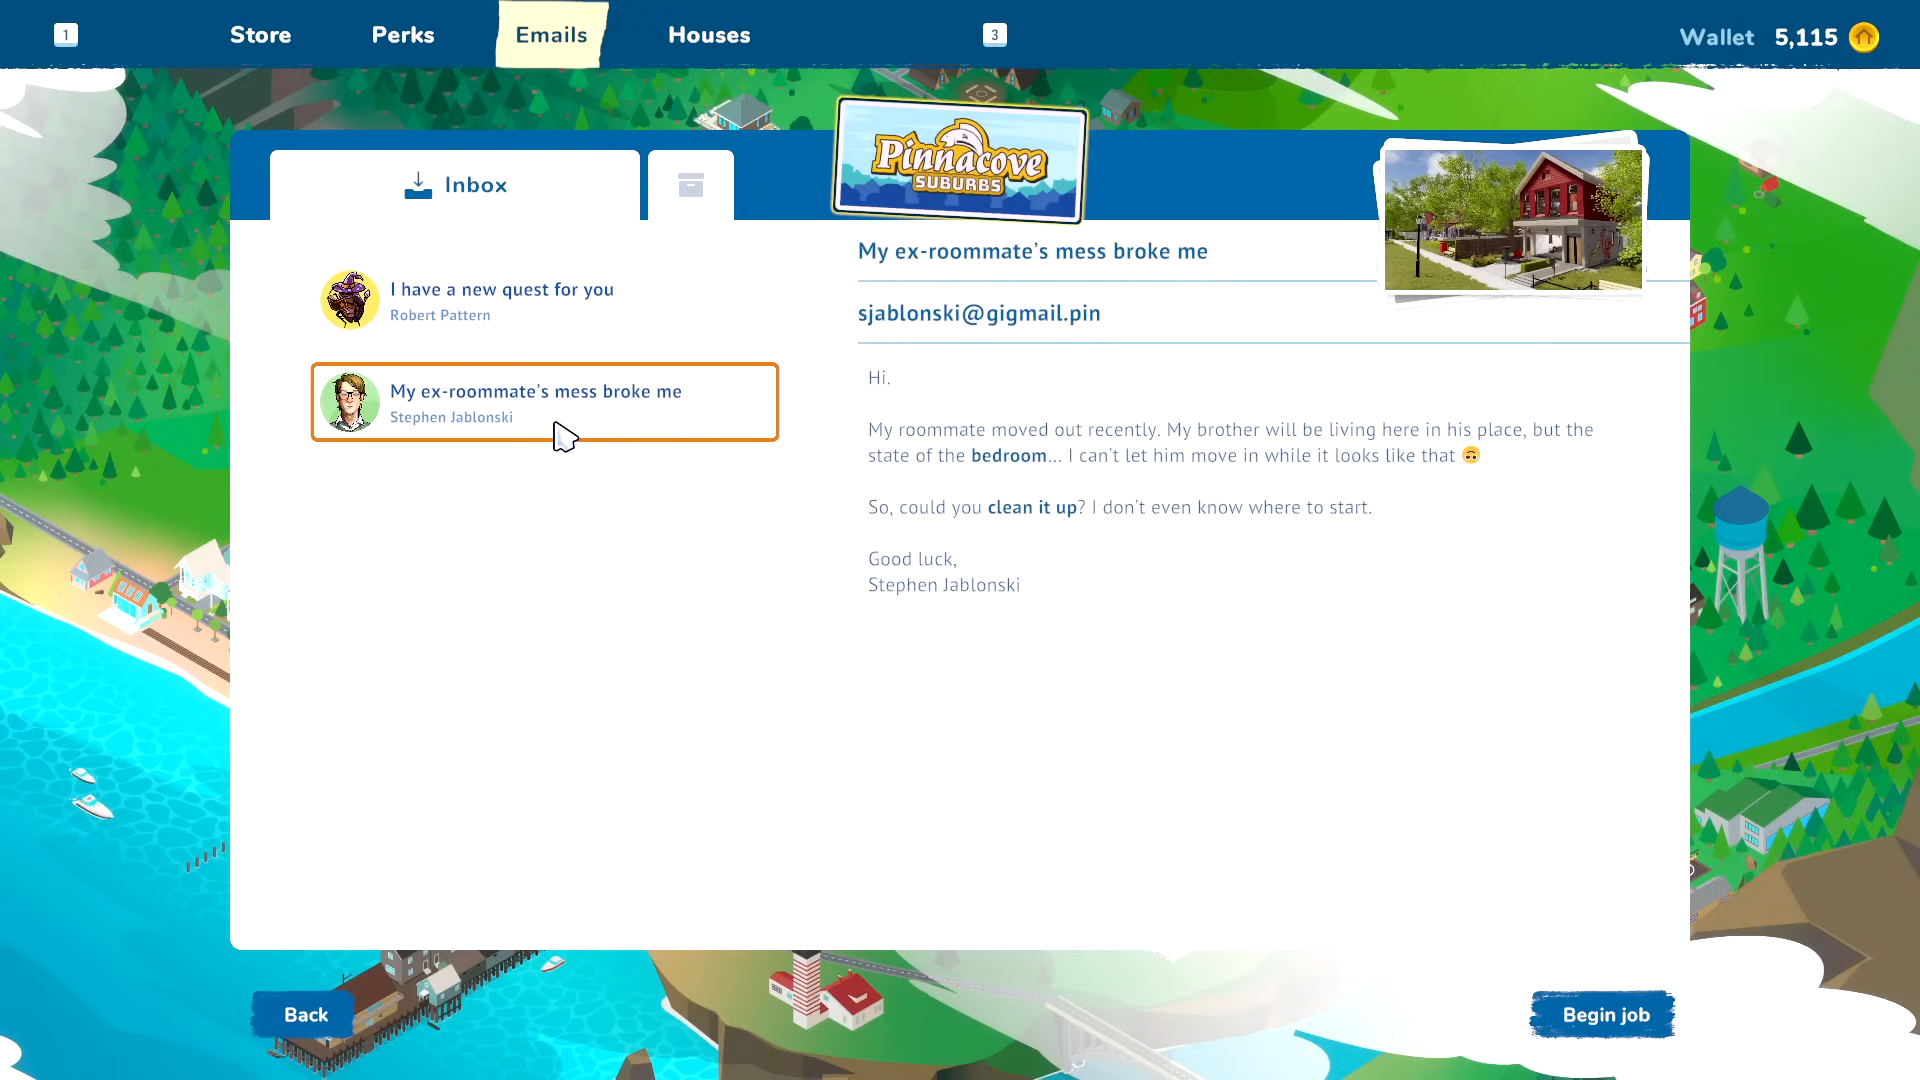 1
Store
Perks
Emails
Houses
3
Wallet 5,115
Inbox
Pinnacove
SUBURBS
I have a new quest for you
Robert Pattern
My ex-roommate's mess broke me
Stephen Jablonski
My ex-roommate's mess broke me
sjablonski@gigmail.pin
Hi.
My roommate moved out recently. My brother will be living here in his place, but the
state of the bedroom... I can't let him move in while it looks like that 🙃
So, could you clean it up? I don't even know where to start.
Good luck,
Stephen Jablonski
Back
Begin job